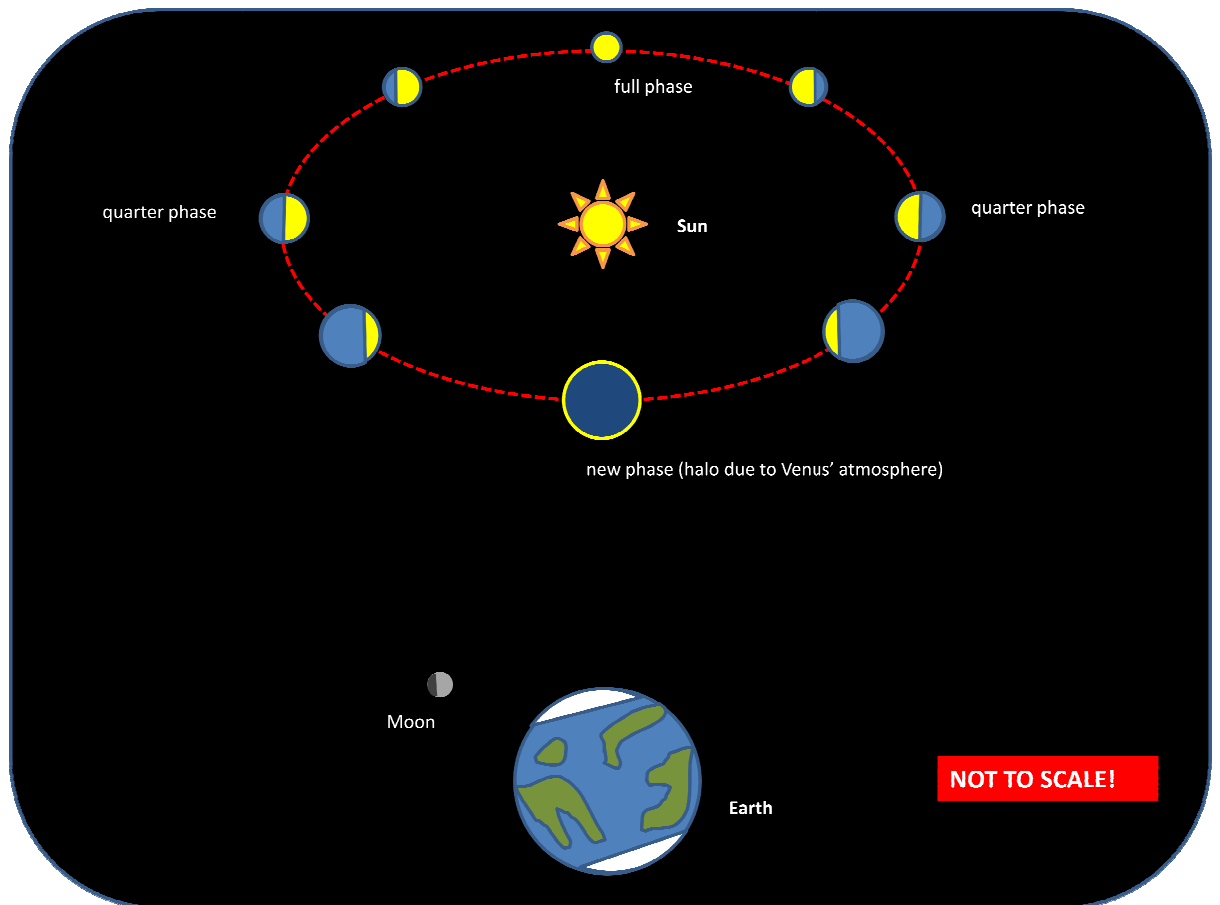 full phase
quarter phase
quarter phase
Sun
new phase (halo due to Venus’ atmosphere)
Moon
NOT TO SCALE!
Earth